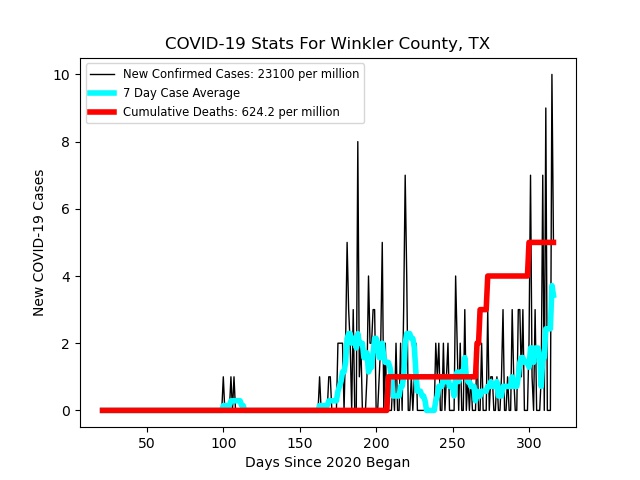 COVID-19 Stats For Winkler County, TX
New Confirmed Cases: 23100 per million
7 Day Case Average
Cumulative Deaths: 624.2 per million
New COVID-19 Cases
10
8
6
4
2
0
50 100 150 200 250 300
Days Since 2020 Began